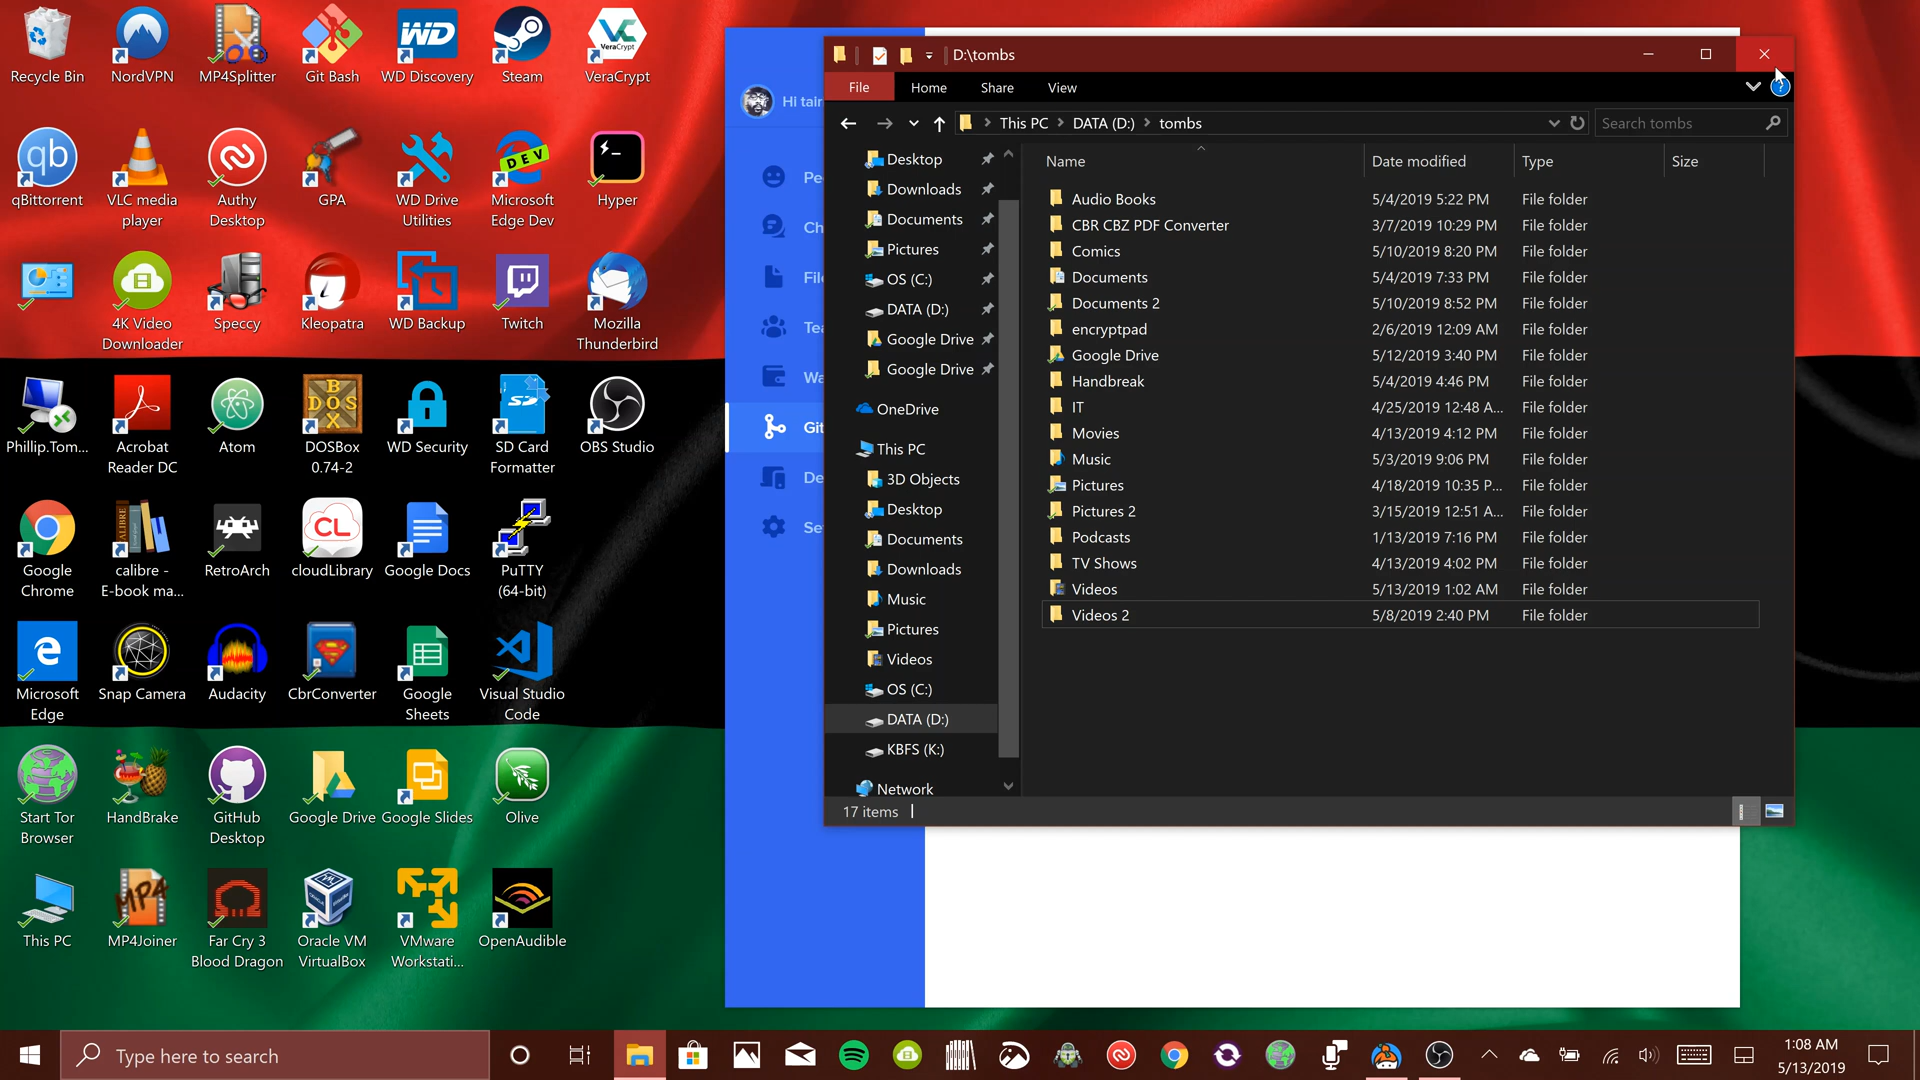 Recycle Bin
NordVPN
MP4Splitter
Git Bash
WD Discovery
Steam
VeraCrypt
qBittorrent
VLC media
player
Authy
Desktop
GPA
WD Drive
Utilities
Microsoft
Edge Dev
Hyper
4K Video
Downloader
Speccy
Kleopatra
WD Backup
Twitch
Mozilla
Thunderbird
Phillip.Tom...
Acrobat
Reader DC
Atom
DOSBox
0.74-2
WD Security
SD Card
Formatter
OBS Studio
Google
Chrome
calibre -
E-book ma...
RetroArch
cloudLibrary
Google Docs
PuTTY
(64-bit)
Microsoft
Edge
Snap Camera
Audacity
CbrConverter
Google
Sheets
Visual Studio
Code
Start Tor
Browser
HandBrake
GitHub
Desktop
Google Drive
Google Slides
Olive
This PC
MP4Joiner
Far Cry 3
Blood Dragon
Oracle VM
VirtualBox
VMware
Workstati...
OpenAudible
Hi tair
Pe
Ch
Fil
Tea
Wa
Git
De
Se
D:\tombs
File Home Share View
This PC DATA (D:) tombs
Search tombs
Desktop
Downloads
Documents
Pictures
OS (C:)
DATA (D:)
Google Drive
Google Drive
OneDrive
This PC
3D Objects
Desktop
Documents
Downloads
Music
Pictures
Videos
OS (C:)
DATA (D:)
KBFS (K:)
Network
Name Date modified Type Size
Audio Books 5/4/2019 5:22 PM File folder
CBR CBZ PDF Converter 3/7/2019 10:29 PM File folder
Comics 5/10/2019 8:20 PM File folder
Documents 5/4/2019 7:33 PM File folder
Documents 2 5/10/2019 8:52 PM File folder
encryptpad 2/6/2019 12:09 AM File folder
Google Drive 5/12/2019 3:40 PM File folder
Handbreak 5/4/2019 4:46 PM File folder
IT 4/25/2019 12:48 A... File folder
Movies 4/13/2019 4:12 PM File folder
Music 5/3/2019 9:06 PM File folder
Pictures 4/18/2019 10:35 P... File folder
Pictures 2 3/15/2019 12:51 A... File folder
Podcasts 1/13/2019 7:16 PM File folder
TV Shows 4/13/2019 4:02 PM File folder
Videos 5/13/2019 1:02 AM File folder
Videos 2 5/8/2019 2:40 PM File folder
17 items
Type here to search
1:08 AM
5/13/2019